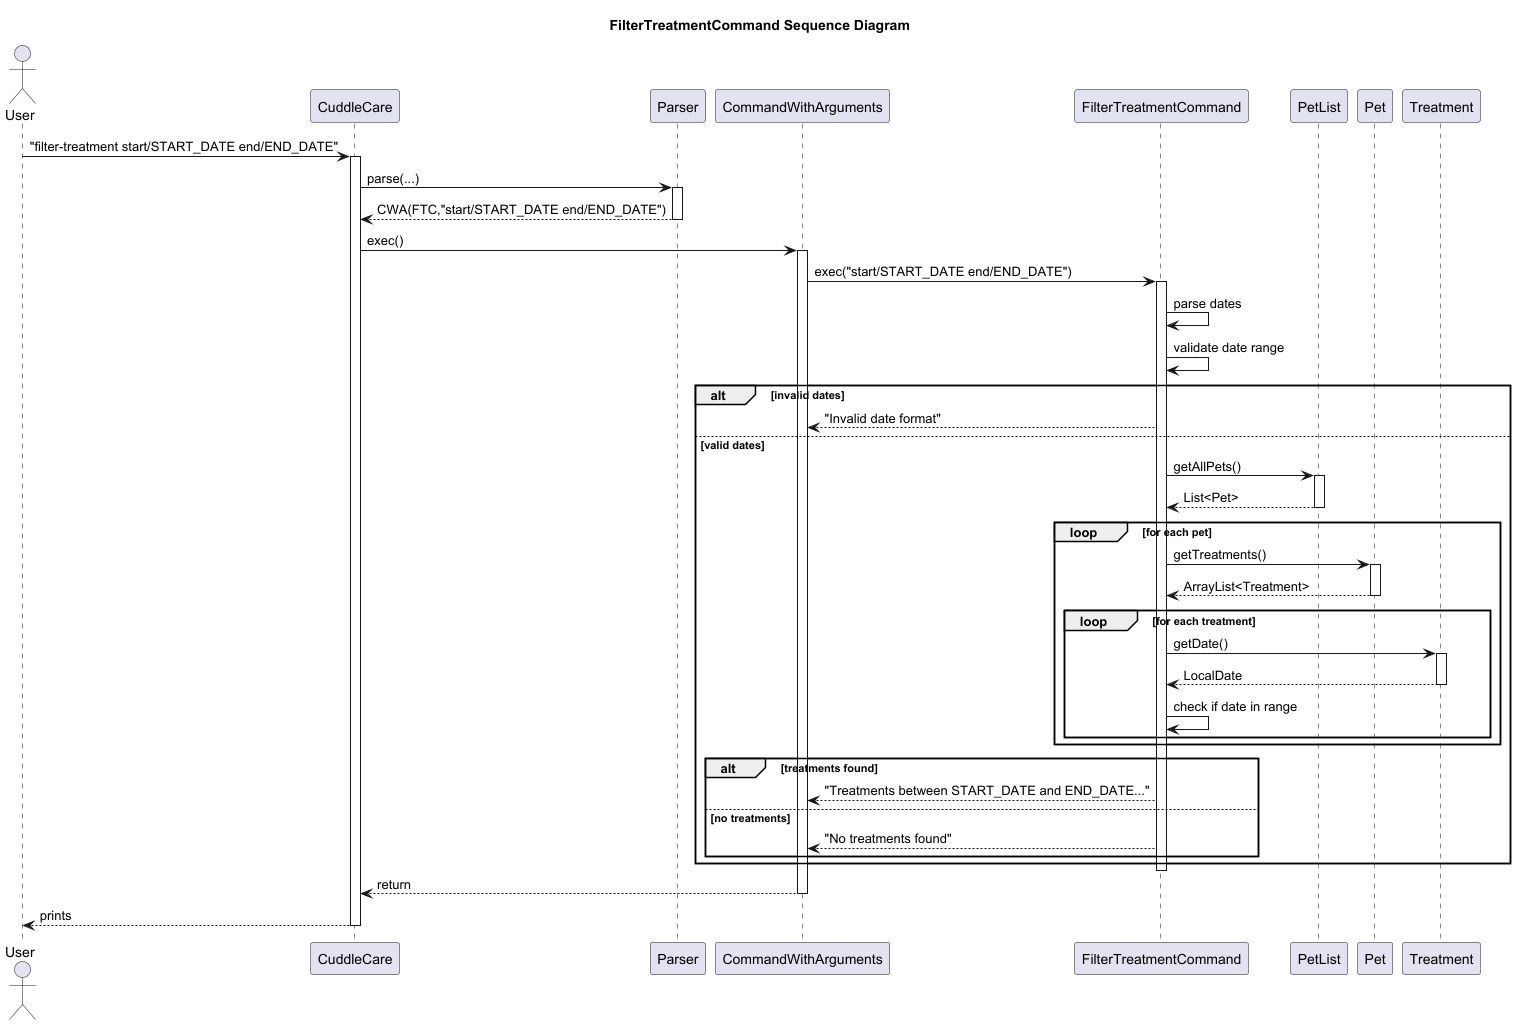 FilterTreatmentCommand Sequence Diagram
User
CuddleCare
Parser
CommandWithArguments
FilterTreatmentCommand
PetList
Pet
Treatment
"filter-treatment start/START_DATE end/END_DATE"
parse(...)
CWA(FTC,"start/START_DATE end/END_DATE")
exec()
exec("start/START_DATE end/END_DATE")
parse dates
validate date range
alt
[invalid dates]
"Invalid date format"
[valid dates]
getAllPets()
List<Pet>
loop
[for each pet]
getTreatments()
ArrayList<Treatment>
loop
[for each treatment]
getDate()
LocalDate
check if date in range
alt
[treatments found]
"Treatments between START_DATE and END_DATE..."
[no treatments]
"No treatments found"
return
prints
User
CuddleCare
Parser
CommandWithArguments
FilterTreatmentCommand
PetList
Pet
Treatment